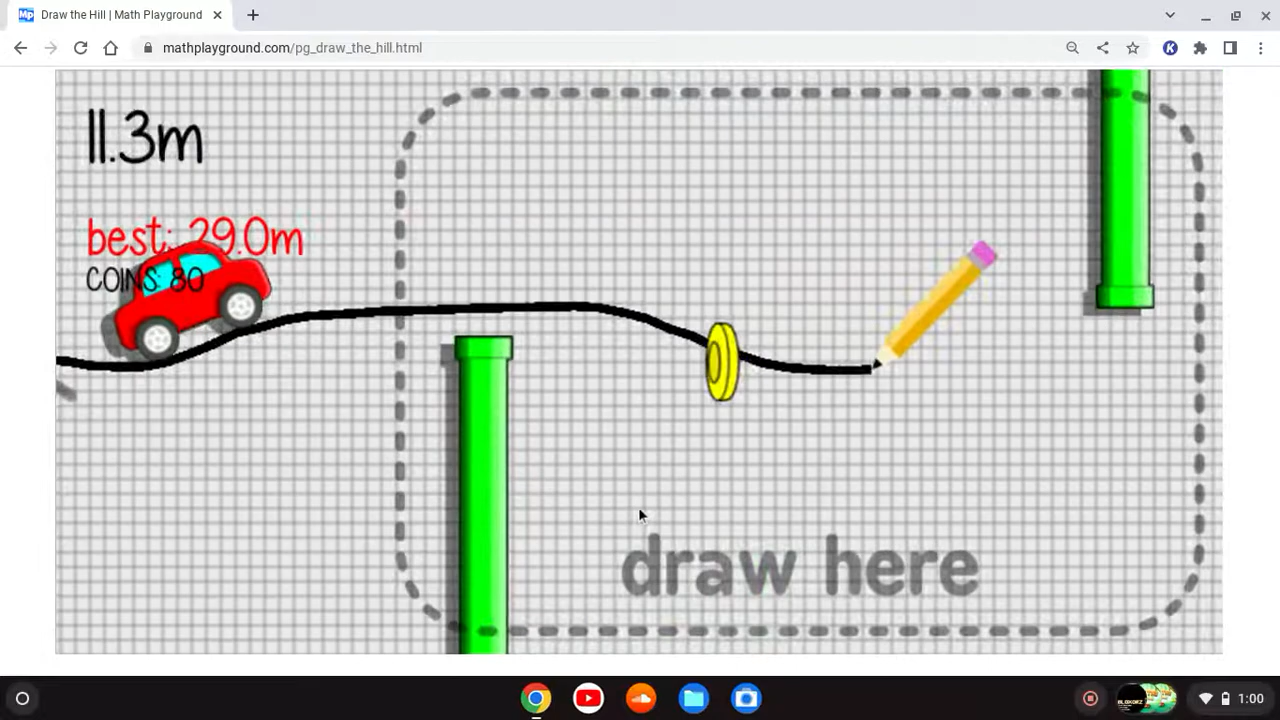 Draw the Hill | Math Playground
mathplayground.com/pg_draw_the_hill.html
11.3m
best: 29.0m
COINS 80
draw here
1:00